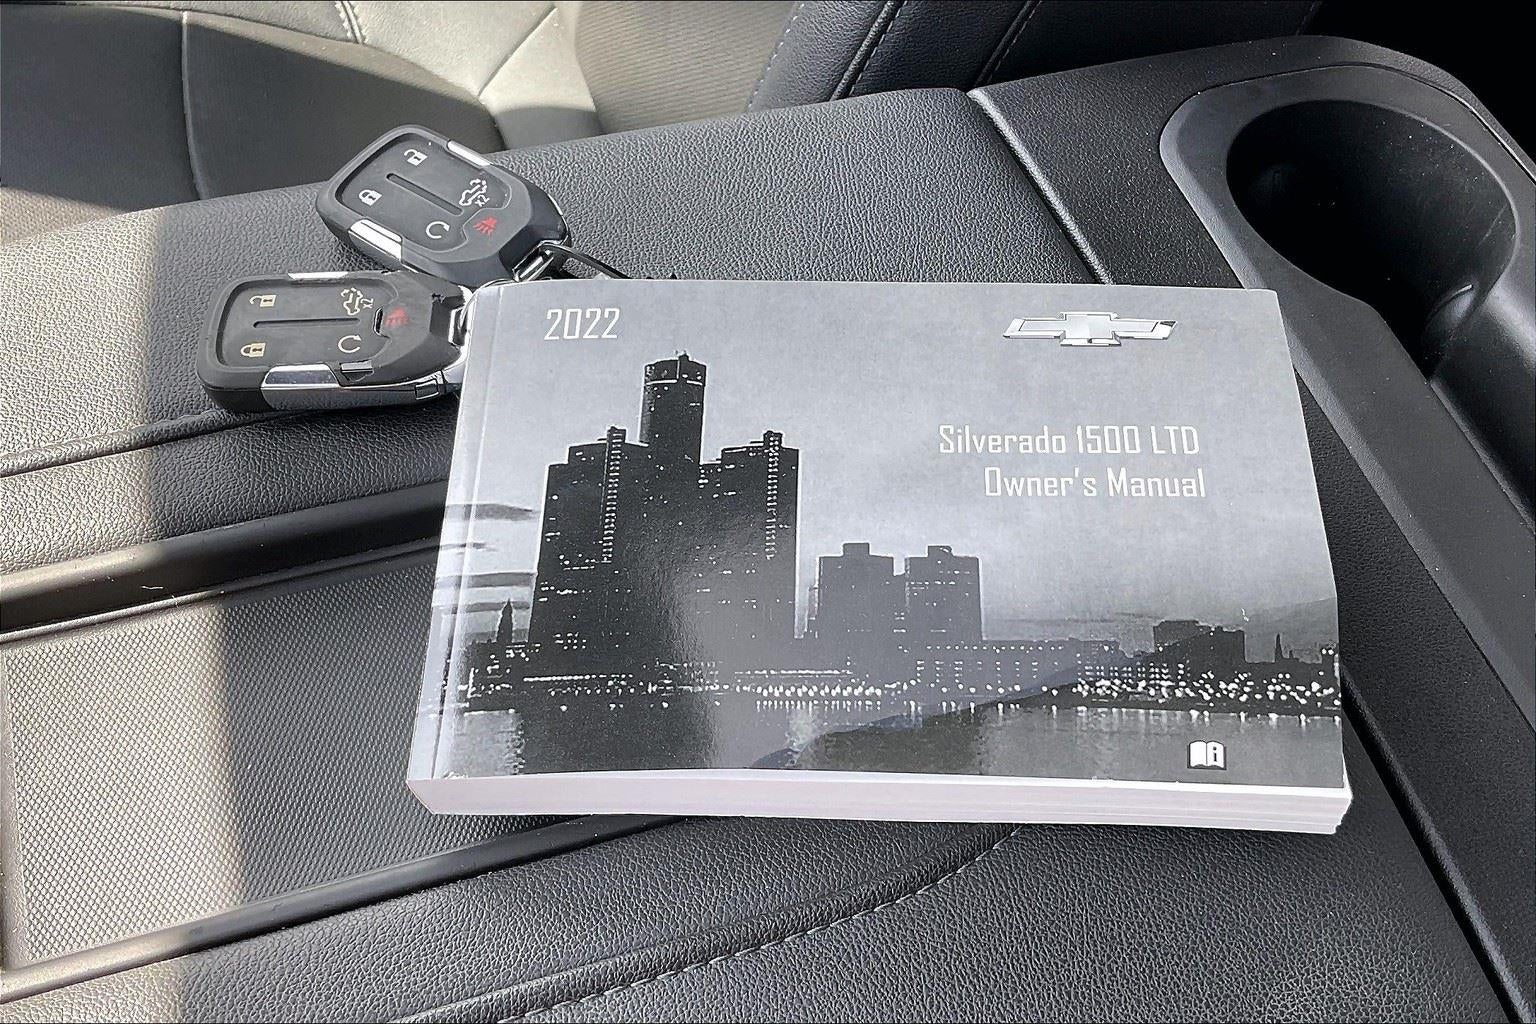 2022
Silverado 1500 LTD
Owner's Manual